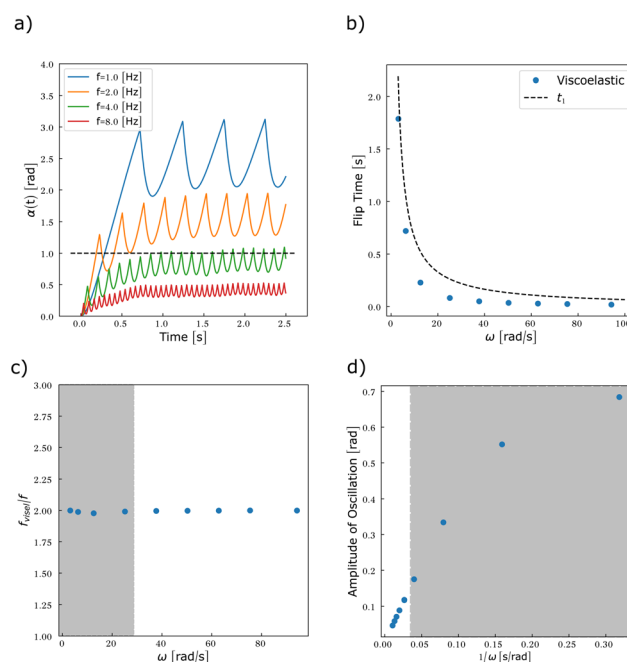 a)
f=1.0 [Hz]
f=2.0 [Hz]
f=4.0 [Hz]
f=8.0 [Hz]
α(t) [rad]
4.0
3.5
3.0
2.5
2.0
1.5
1.0
0.5
0.0
0.0 0.5 1.0 1.5 2.0 2.5
Time [s]
b)
Viscoelastic
t₁
Flip Time [s]
2.0
1.5
1.0
0.5
0.0
0 20 40 60 80 100
ω [rad/s]
c)
f_visel/f
3.00
2.75
2.50
2.25
2.00
1.75
1.50
1.25
1.00
0 20 40 60 80
ω [rad/s]
d)
Amplitude of Oscillation [rad]
0.7
0.6
0.5
0.4
0.3
0.2
0.1
0.00 0.05 0.10 0.15 0.20 0.25 0.30
1/ω [s/rad]